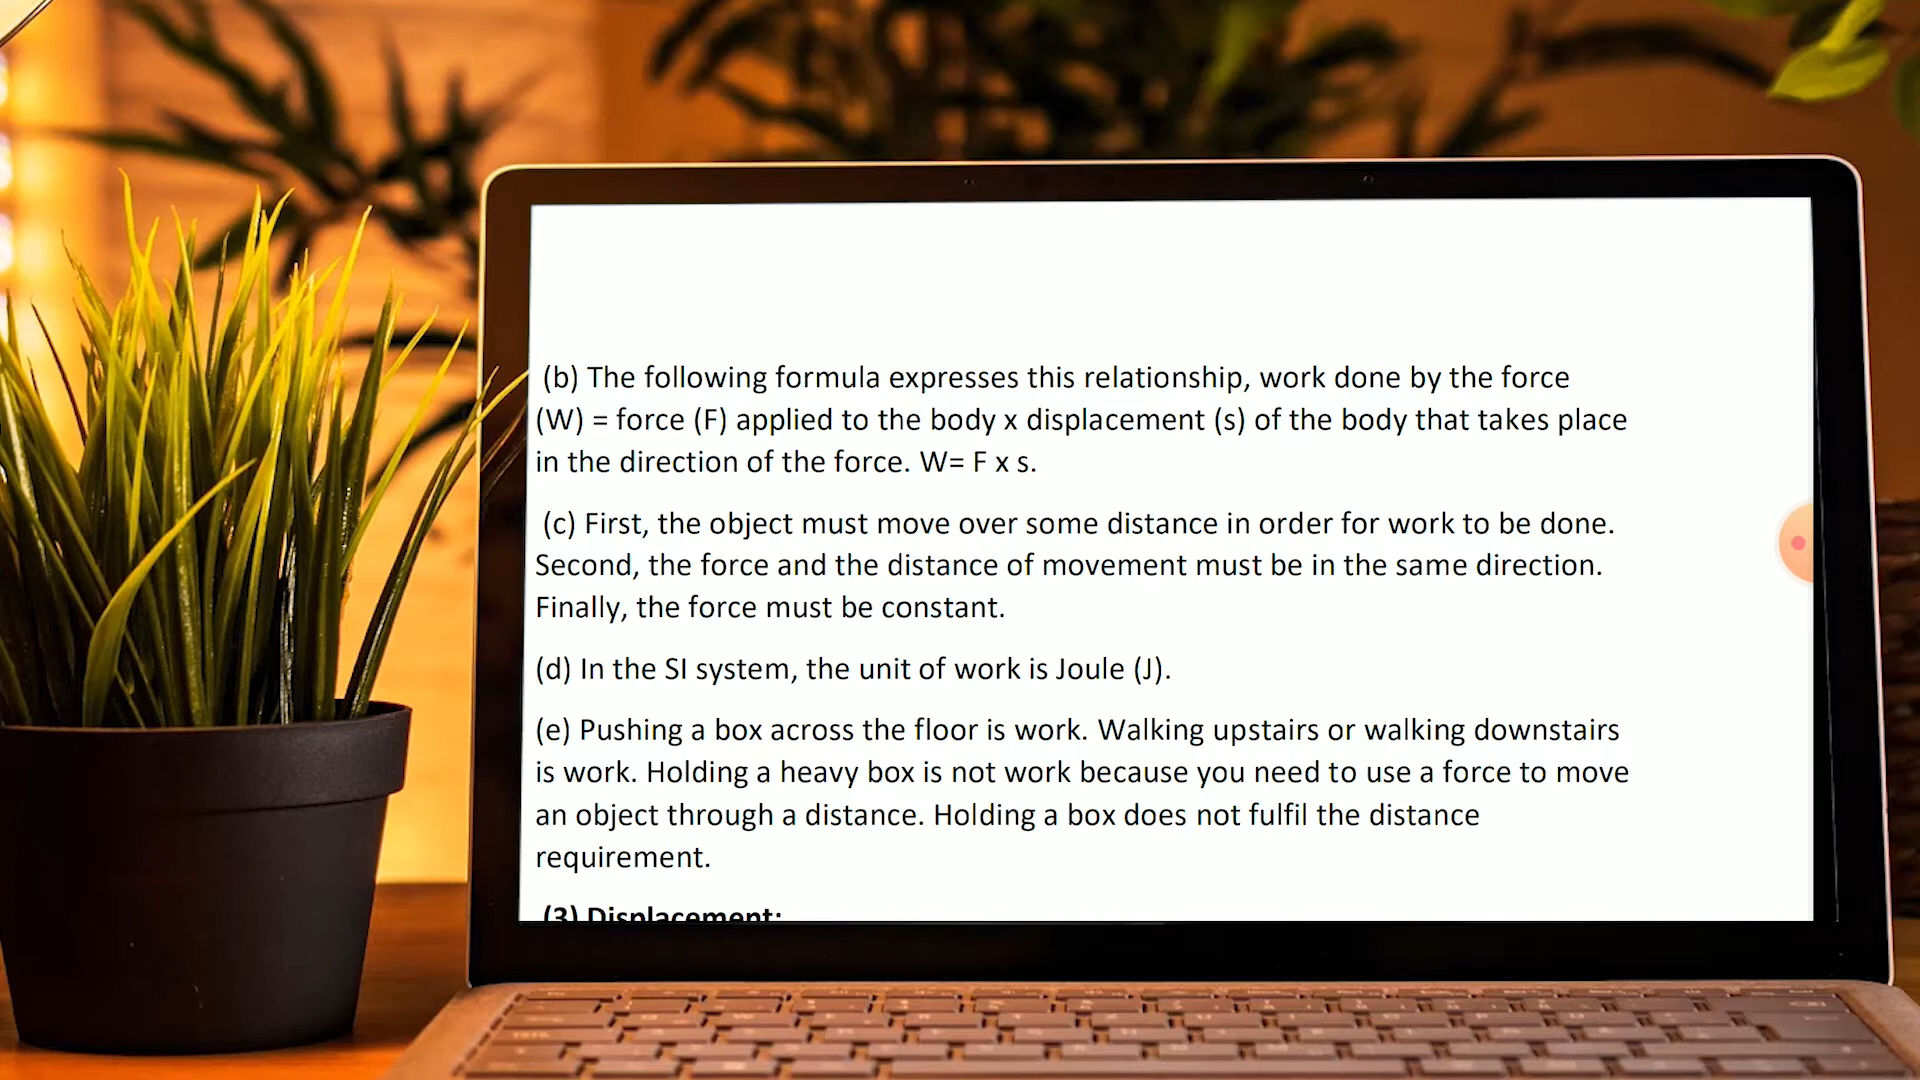 (b) The following formula expresses this relationship, work done by the force
(W) = force (F) applied to the body x displacement (s) of the body that takes place
in the direction of the force. W= F x s.
(c) First, the object must move over some distance in order for work to be done.
Second, the force and the distance of movement must be in the same direction.
Finally, the force must be constant.
(d) In the SI system, the unit of work is Joule (J).
(e) Pushing a box across the floor is work. Walking upstairs or walking downstairs
is work. Holding a heavy box is not work because you need to use a force to move
an object through a distance. Holding a box does not fulfil the distance
requirement.
(3) Displacement: